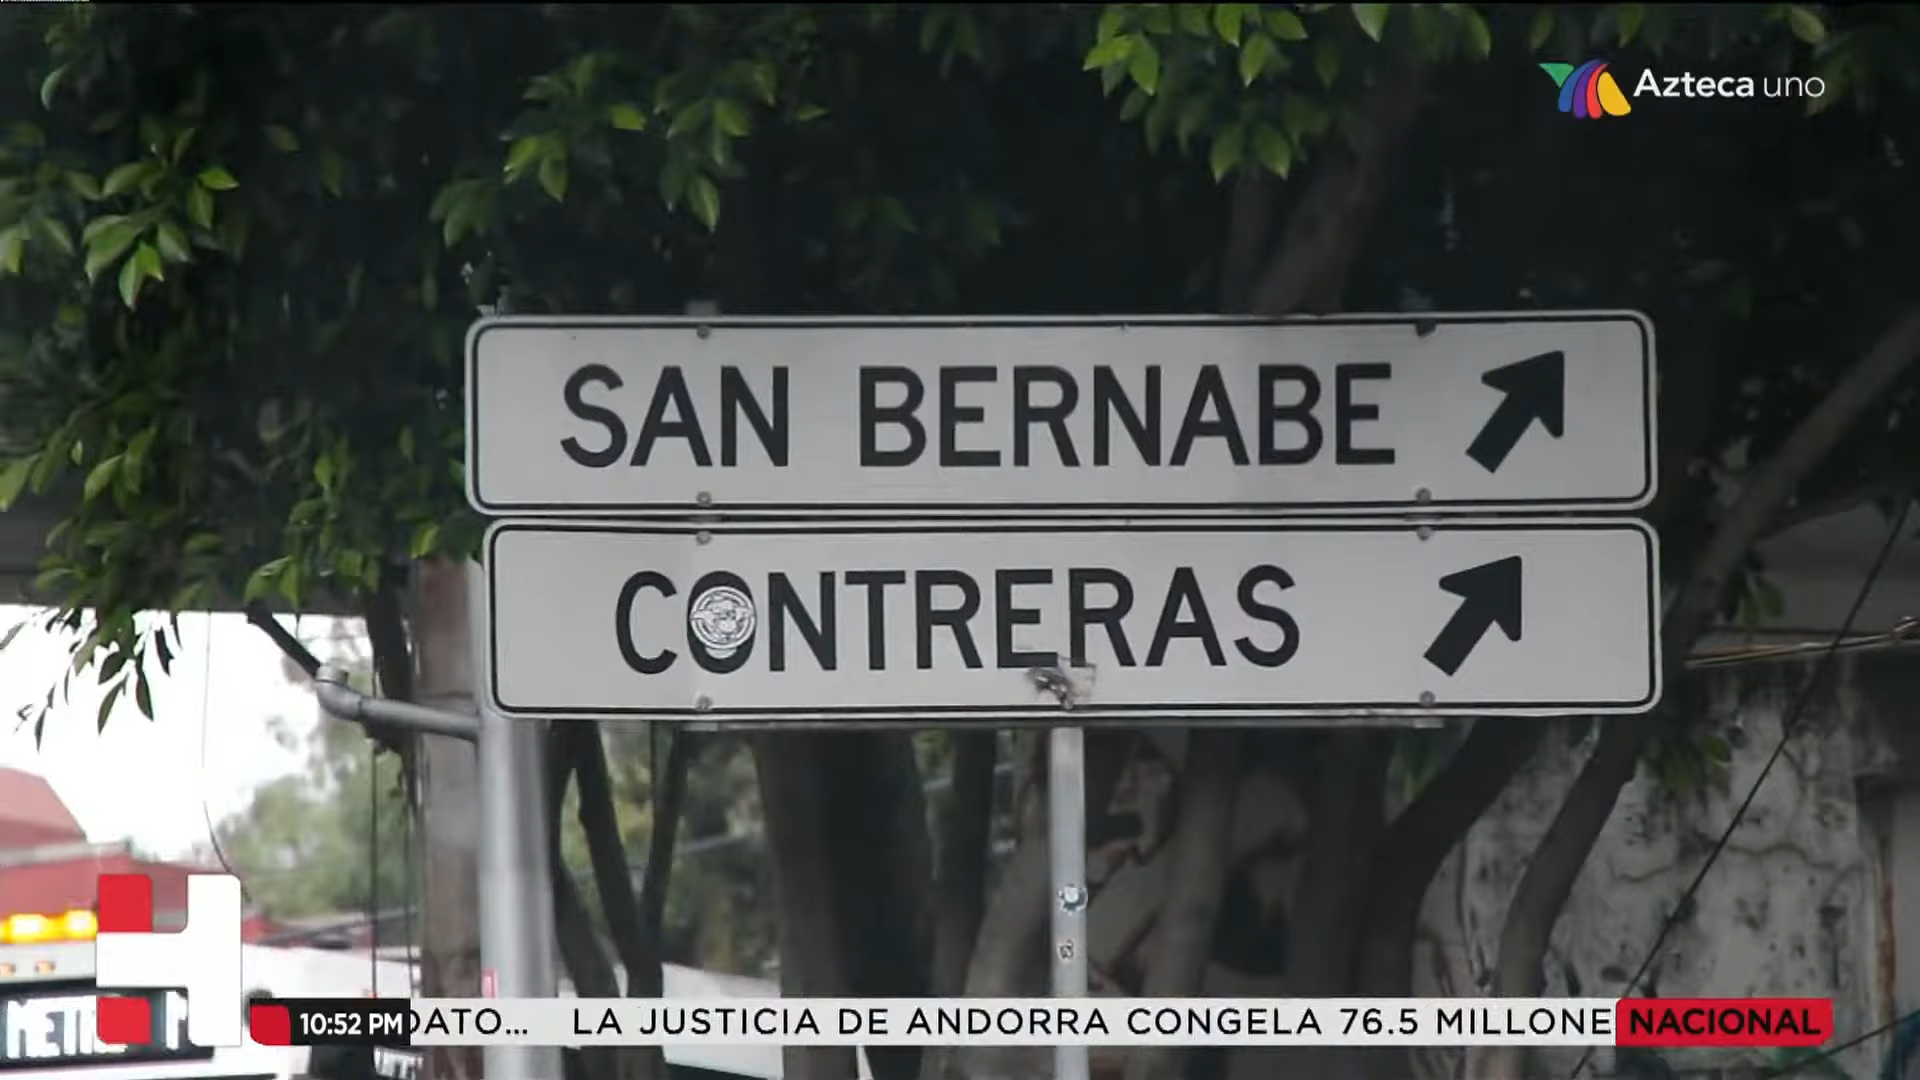 Azteca uno
SAN BERNABE
CONTRERAS
10:52 PM DATO... LA JUSTICIA DE ANDORRA CONGELA 76.5 MILLONE NACIONAL